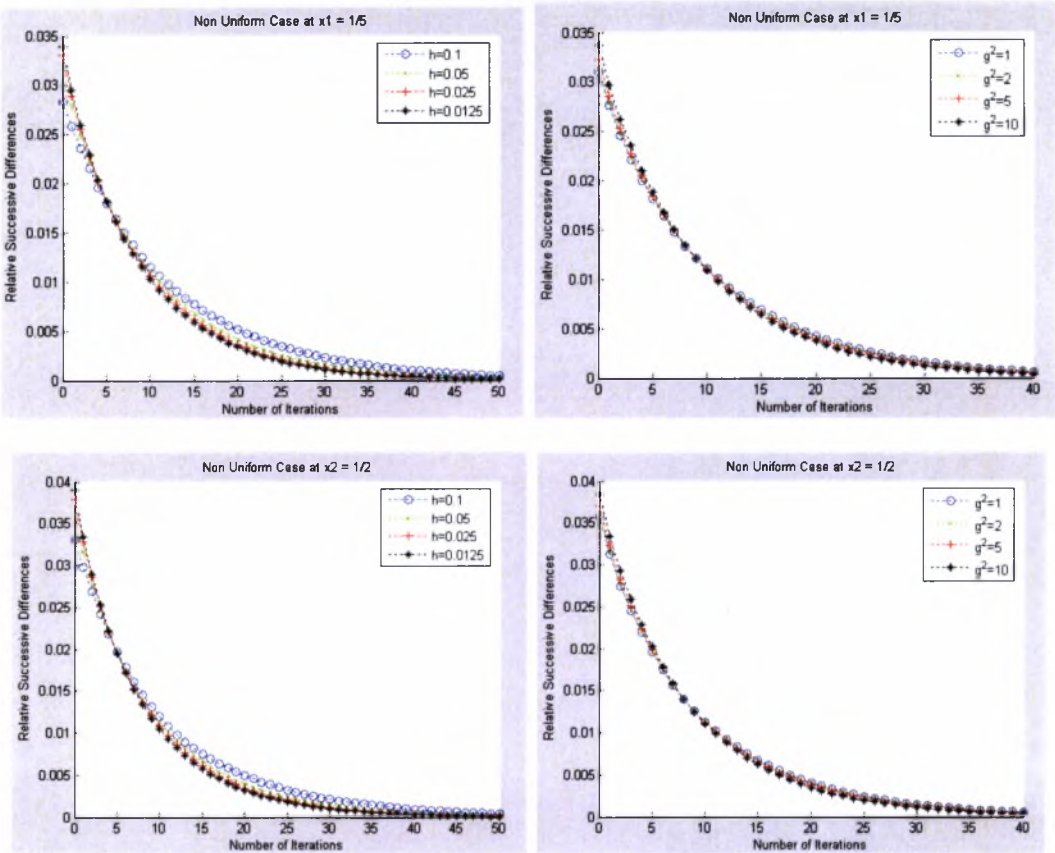 Non Uniform Case at x1 = 1/5
Relative Successive Differences
0.035
0.03
0.025
0.02
0.015
0.01
0.005
0
0 5 10 15 20 25 30 35 40 45 50
Number of Iterations
h=0.1
h=0.05
h=0.025
h=0.0125
Non Uniform Case at x1 = 1/5
Relative Successive Differences
0.035
0.03
0.025
0.02
0.015
0.01
0.005
0
0 5 10 15 20 25 30 35 40
Number of Iterations
g²=1
g²=2
g²=5
g²=10
Non Uniform Case at x2 = 1/2
Relative Successive Differences
0.04
0.035
0.03
0.025
0.02
0.015
0.01
0.005
0
0 5 10 15 20 25 30 35 40 45 50
Number of Iterations
h=0.1
h=0.05
h=0.025
h=0.0125
Non Uniform Case at x2 = 1/2
Relative Successive Differences
0.04
0.035
0.03
0.025
0.02
0.015
0.01
0.005
0
0 5 10 15 20 25 30 35 40
Number of Iterations
g²=1
g²=2
g²=5
g²=10